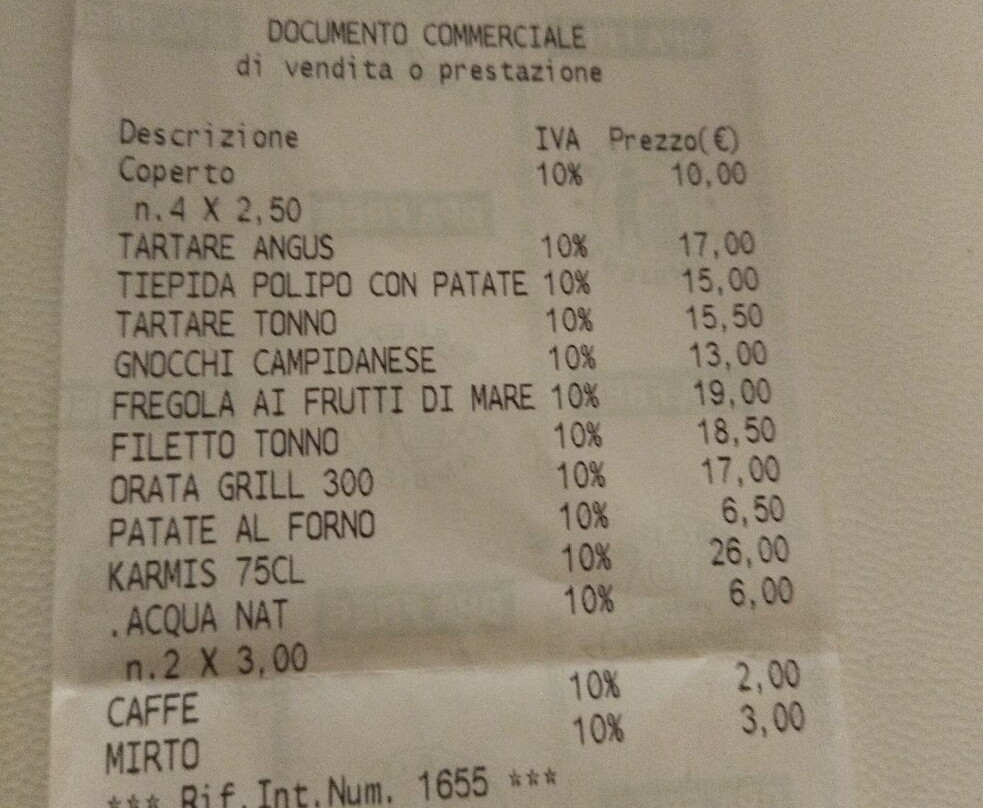 DOCUMENTO COMMERCIALE
di vendita o prestazione
Descrizione IVA Prezzo(€)
Coperto 10% 10,00
n.4 X 2,50
TARTARE ANGUS 10% 17,00
TIEPIDA POLIPO CON PATATE 10% 15,00
TARTARE TONNO 10% 15,50
GNOCCHI CAMPIDANESE 10% 13,00
FREGOLA AI FRUTTI DI MARE 10% 19,00
FILETTO TONNO 10% 18,50
ORATA GRILL 300 10% 17,00
PATATE AL FORNO 10% 6,50
KARMIS 75CL 10% 26,00
.ACQUA NAT 10% 6,00
n.2 X 3,00
CAFFE 10% 2,00
MIRTO 10% 3,00
*** Rif.Int.Num. 1655 ***